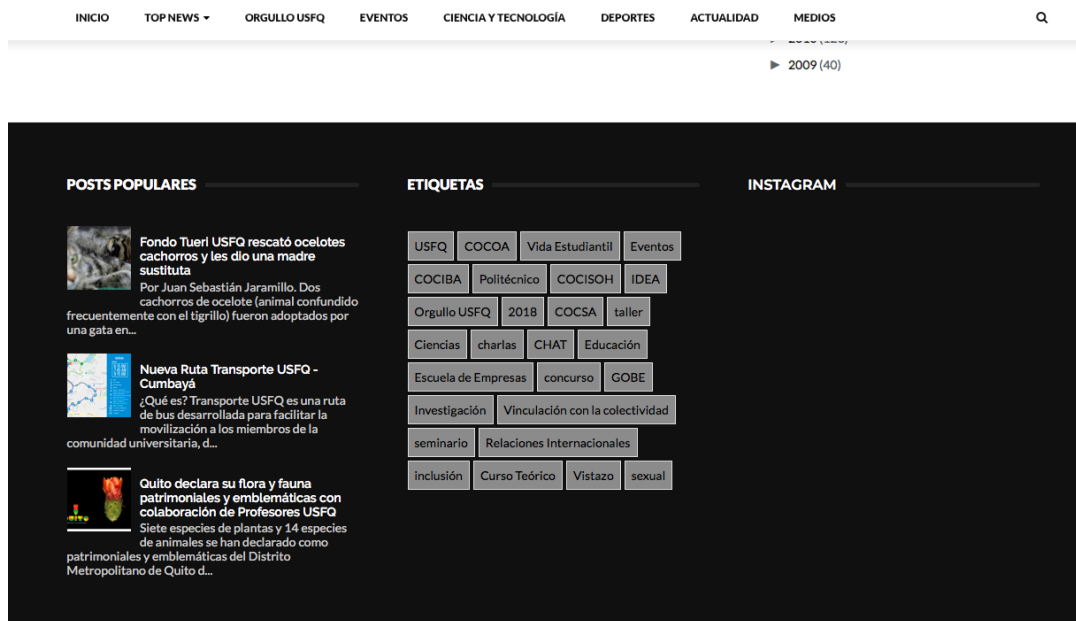 INICIO TOP NEWS ORGULLO USFQ EVENTOS CIENCIA Y TECNOLOGÍA DEPORTES ACTUALIDAD MEDIOS
► 2009 (40)
POSTS POPULARES
Fondo Tueri USFQ rescató ocelotes
cachorros y les dio una madre
sustituta
Por Juan Sebastián Jaramillo. Dos
cachorros de ocelote (animal confundido
frecuentemente con el tigrillo) fueron adoptados por
una gata en...
Nueva Ruta Transporte USFQ -
Cumbayá
¿Qué es? Transporte USFQ es una ruta
de bus desarrollada para facilitar la
movilización a los miembros de la
comunidad universitaria, d...
Quito declara su flora y fauna
patrimoniales y emblemáticas con
colaboración de Profesores USFQ
Siete especies de plantas y 14 especies
de animales se han declarado como
patrimoniales y emblemáticas del Distrito
Metropolitano de Quito d...
ETIQUETAS
USFQ COCOA Vida Estudiantil Eventos
COCIBA Politécnico COCISOH IDEA
Orgullo USFQ 2018 COCSA taller
Ciencias charlas CHAT Educación
Escuela de Empresas concurso GOBE
Investigación Vinculación con la colectividad
seminario Relaciones Internacionales
inclusión Curso Teórico Vistazo sexual
INSTAGRAM